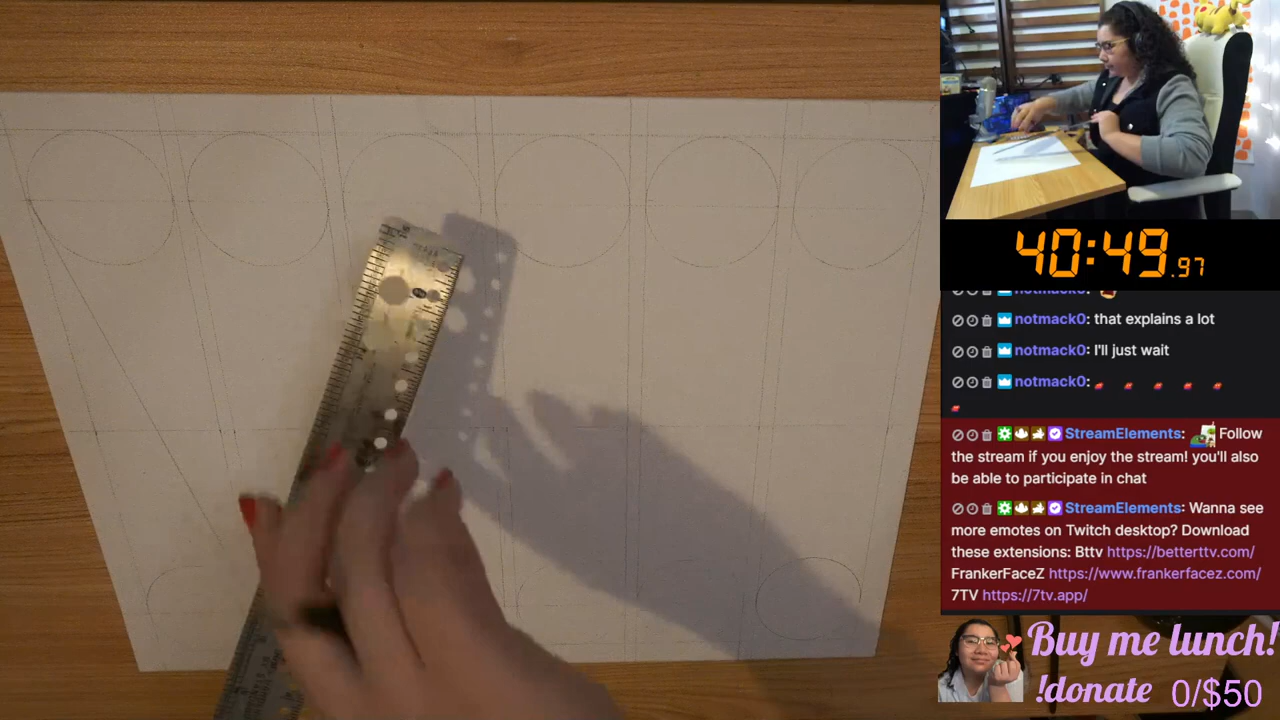 40:49.97
notmack0: that explains a lot
notmack0: I'll just wait
notmack0:
StreamElements: Follow
the stream if you enjoy the stream! you'll also
be able to participate in chat
StreamElements: Wanna see
more emotes on Twitch desktop? Download
these extensions: Bttv https://betterttv.com/
FrankerFaceZ https://www.frankerfacez.com/
7TV https://7tv.app/
Buy me lunch!
!donate 0/$50